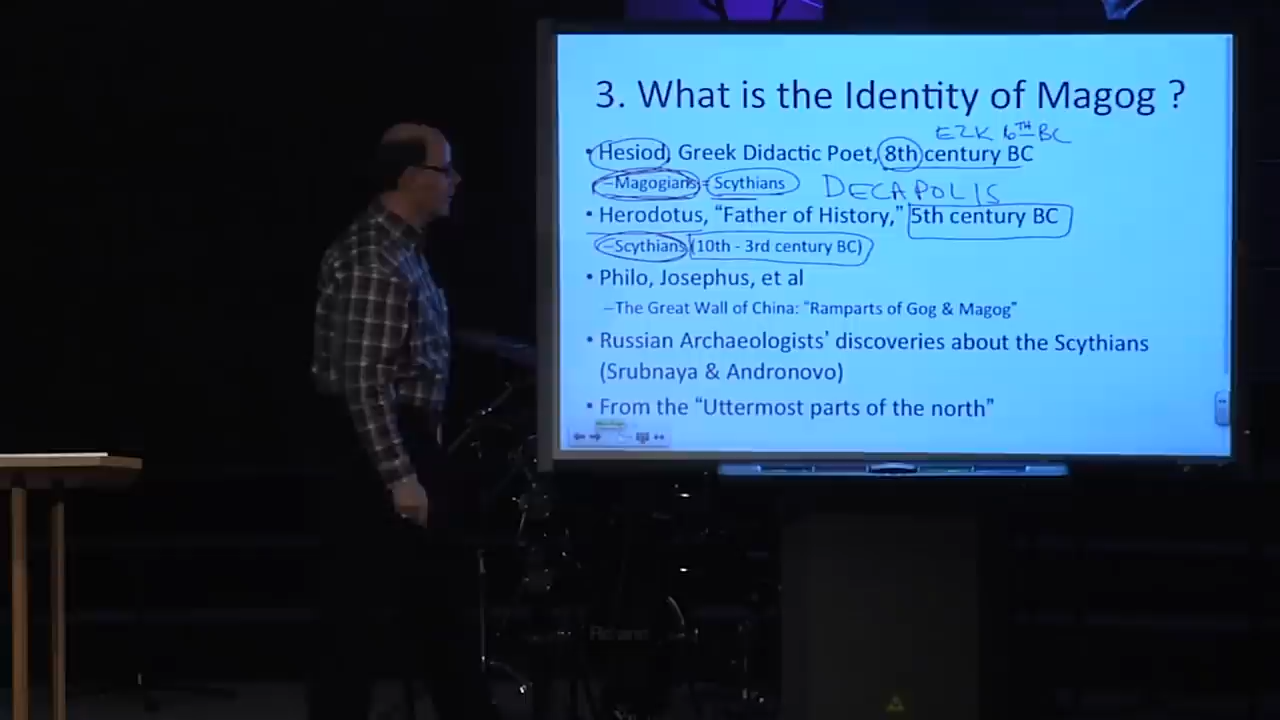 3. What is the Identity of Magog ?
EZK 6TH BC
• Hesiod, Greek Didactic Poet, 8th century BC
–Magogians = Scythians DECAPOLIS
• Herodotus, “Father of History,” 5th century BC
–Scythians (10th - 3rd century BC)
• Philo, Josephus, et al
–The Great Wall of China: “Ramparts of Gog & Magog”
• Russian Archaeologists’ discoveries about the Scythians
(Srubnaya & Andronovo)
• From the “Uttermost parts of the north”
Roland